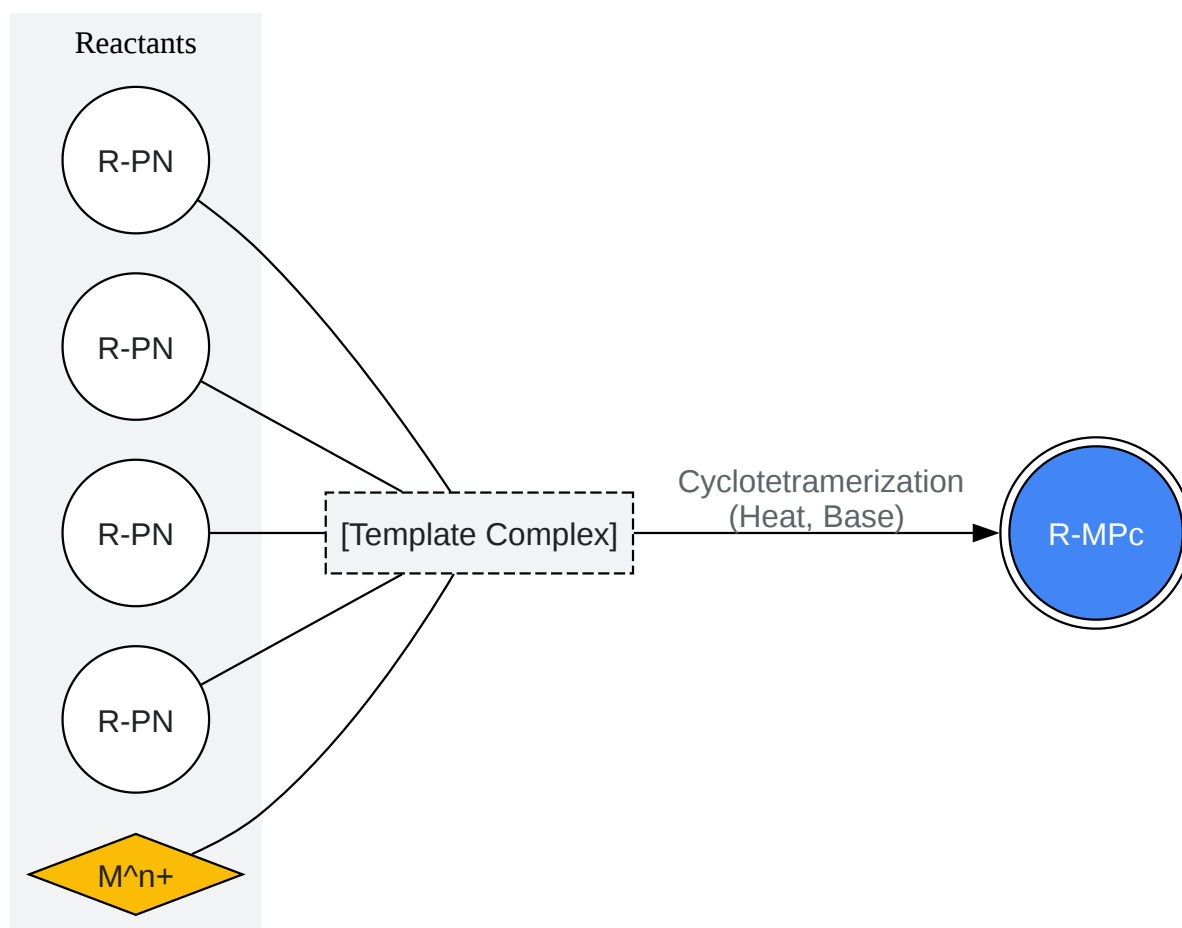 Reactants
R-PN
R-PN
R-PN
R-PN
M^n+
[Template Complex]
Cyclotetramerization
(Heat, Base)
R-MPc